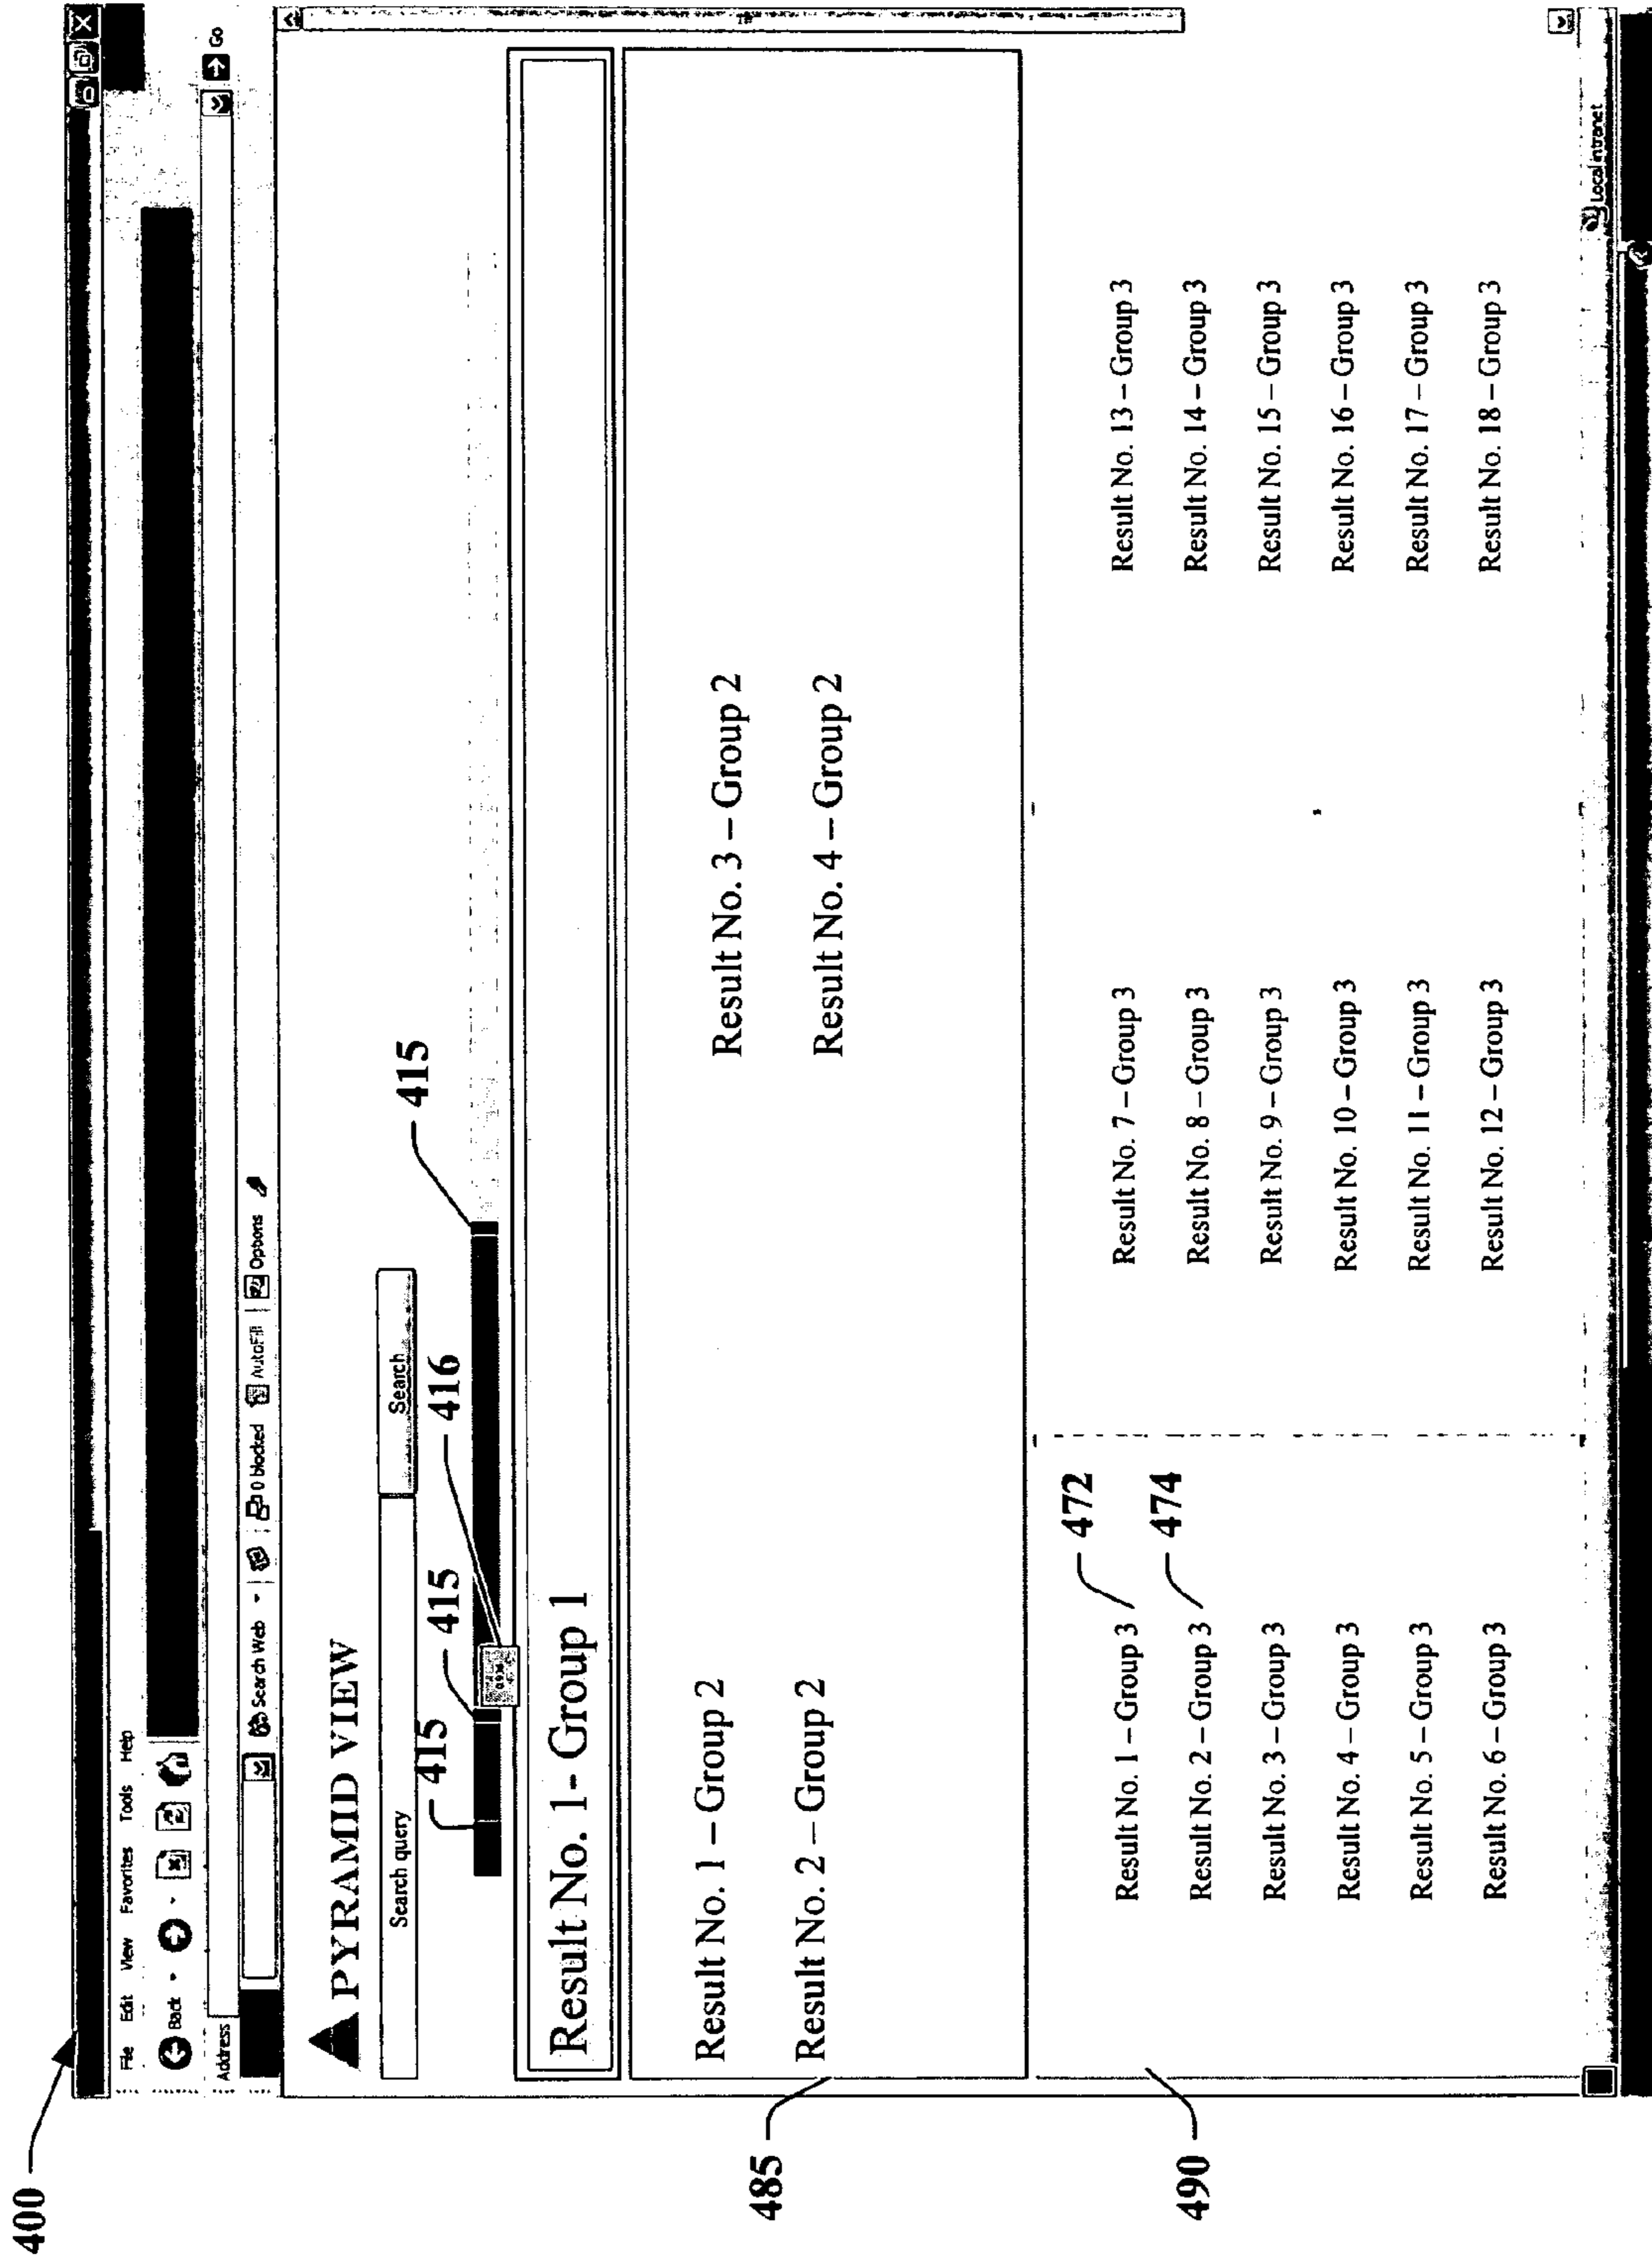 400
File Edit View Favorites Tools Help
Back
Address
Go
Search Web
0 blocked
AutoFill
Options
PYRAMID VIEW
Search query
Search
415
415
416
415
Result No. 1- Group 1
485
Result No. 1 – Group 2
Result No. 3 – Group 2
Result No. 2 – Group 2
Result No. 4 – Group 2
490
472
474
Result No. 1 – Group 3
Result No. 7 – Group 3
Result No. 13 – Group 3
Result No. 2 – Group 3
Result No. 8 – Group 3
Result No. 14 – Group 3
Result No. 3 – Group 3
Result No. 9 – Group 3
Result No. 15 – Group 3
Result No. 4 – Group 3
Result No. 10 – Group 3
Result No. 16 – Group 3
Result No. 5 – Group 3
Result No. 11 – Group 3
Result No. 17 – Group 3
Result No. 6 – Group 3
Result No. 12 – Group 3
Result No. 18 – Group 3
Local intranet